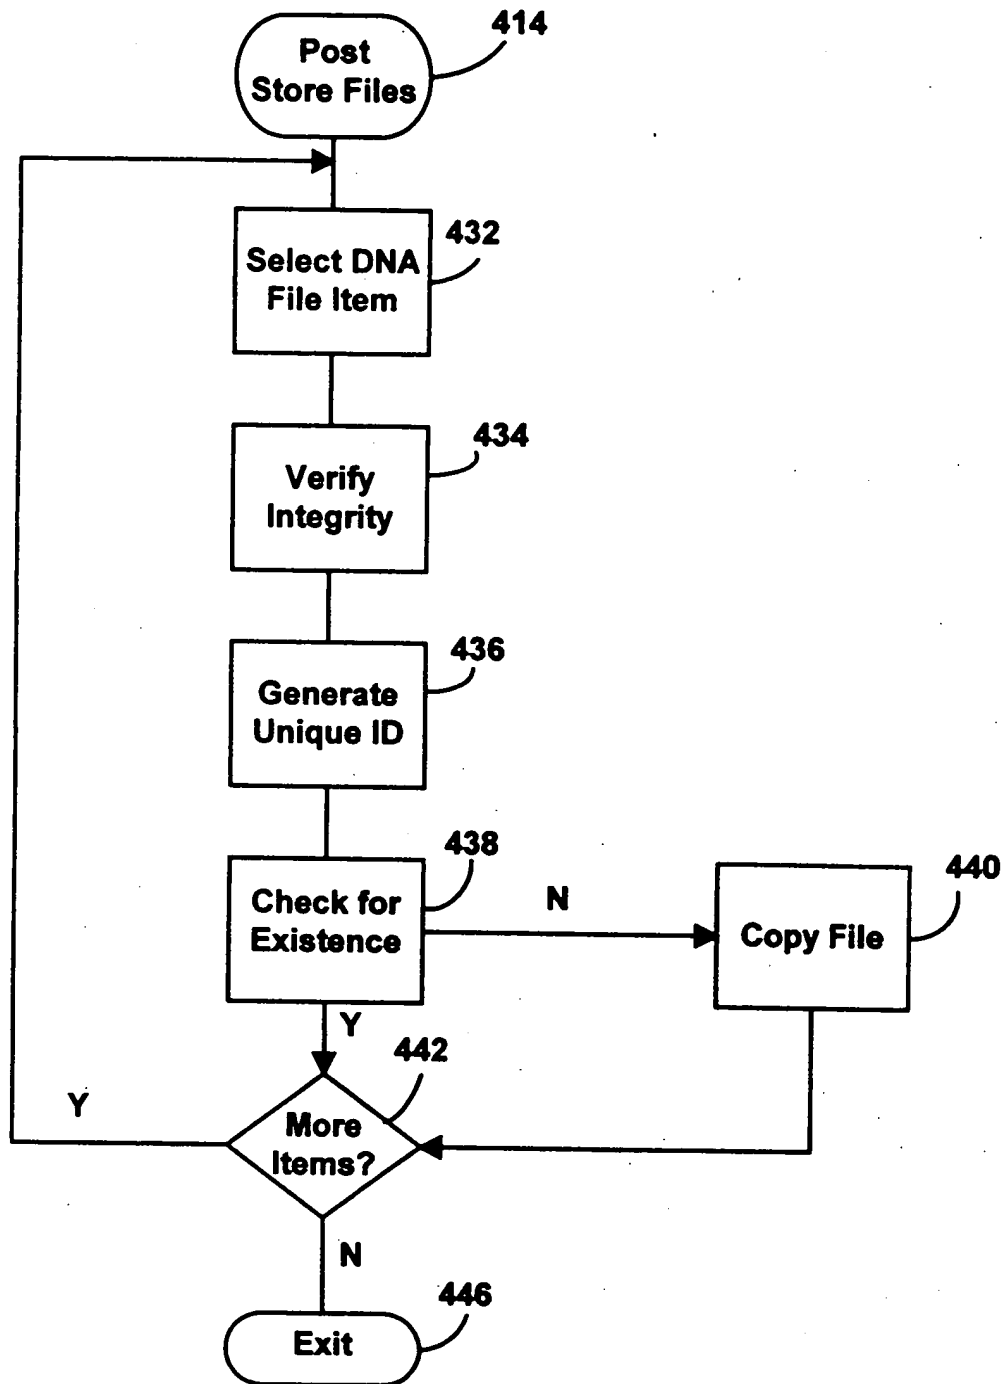 414
Post
Store Files
432
Select DNA
File Item
434
Verify
Integrity
436
Generate
Unique ID
438
Check for
Existence
N
440
Copy File
Y
442
Y
More
Items?
N
446
Exit